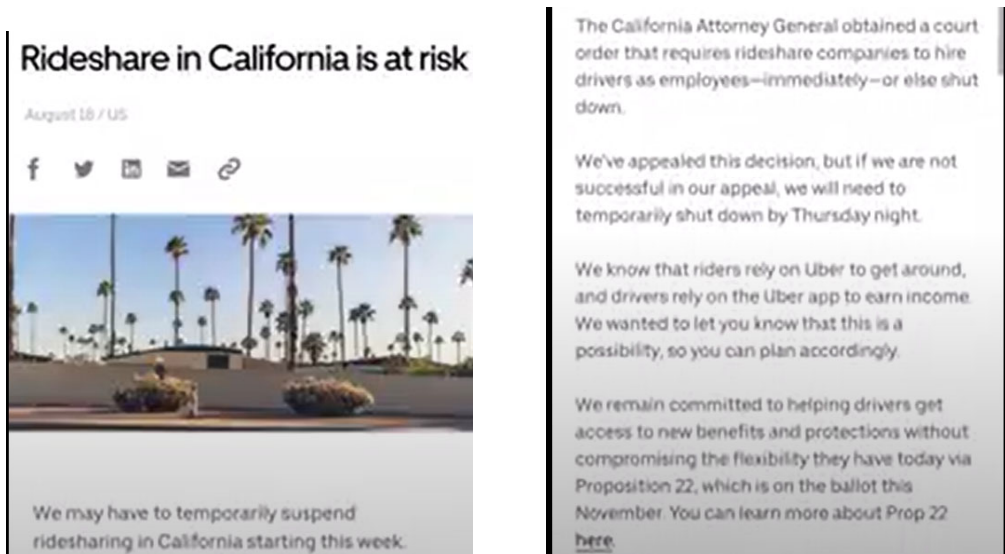 Rideshare in California is at risk
August 18 / US
We may have to temporarily suspend
ridesharing in California starting this week.
The California Attorney General obtained a court
order that requires rideshare companies to hire
drivers as employees—immediately—or else shut
down.
We've appealed this decision, but if we are not
successful in our appeal, we will need to
temporarily shut down by Thursday night.
We know that riders rely on Uber to get around,
and drivers rely on the Uber app to earn income.
We wanted to let you know that this is a
possibility, so you can plan accordingly.
We remain committed to helping drivers get
access to new benefits and protections without
compromising the flexibility they have today via
Proposition 22, which is on the ballot this
November. You can learn more about Prop 22
here.